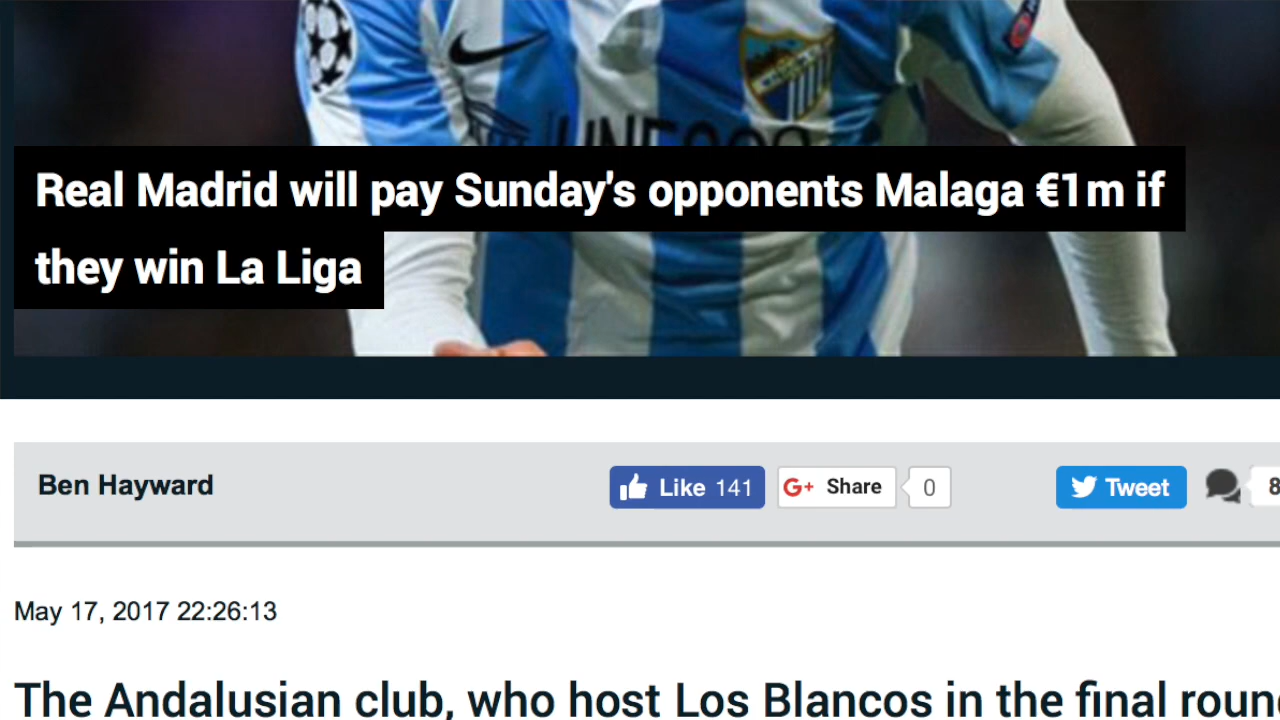 Real Madrid will pay Sunday's opponents Malaga €1m if
they win La Liga
Ben Hayward
Like 141
G+ Share 0
Tweet
8
May 17, 2017 22:26:13
The Andalusian club, who host Los Blancos in the final